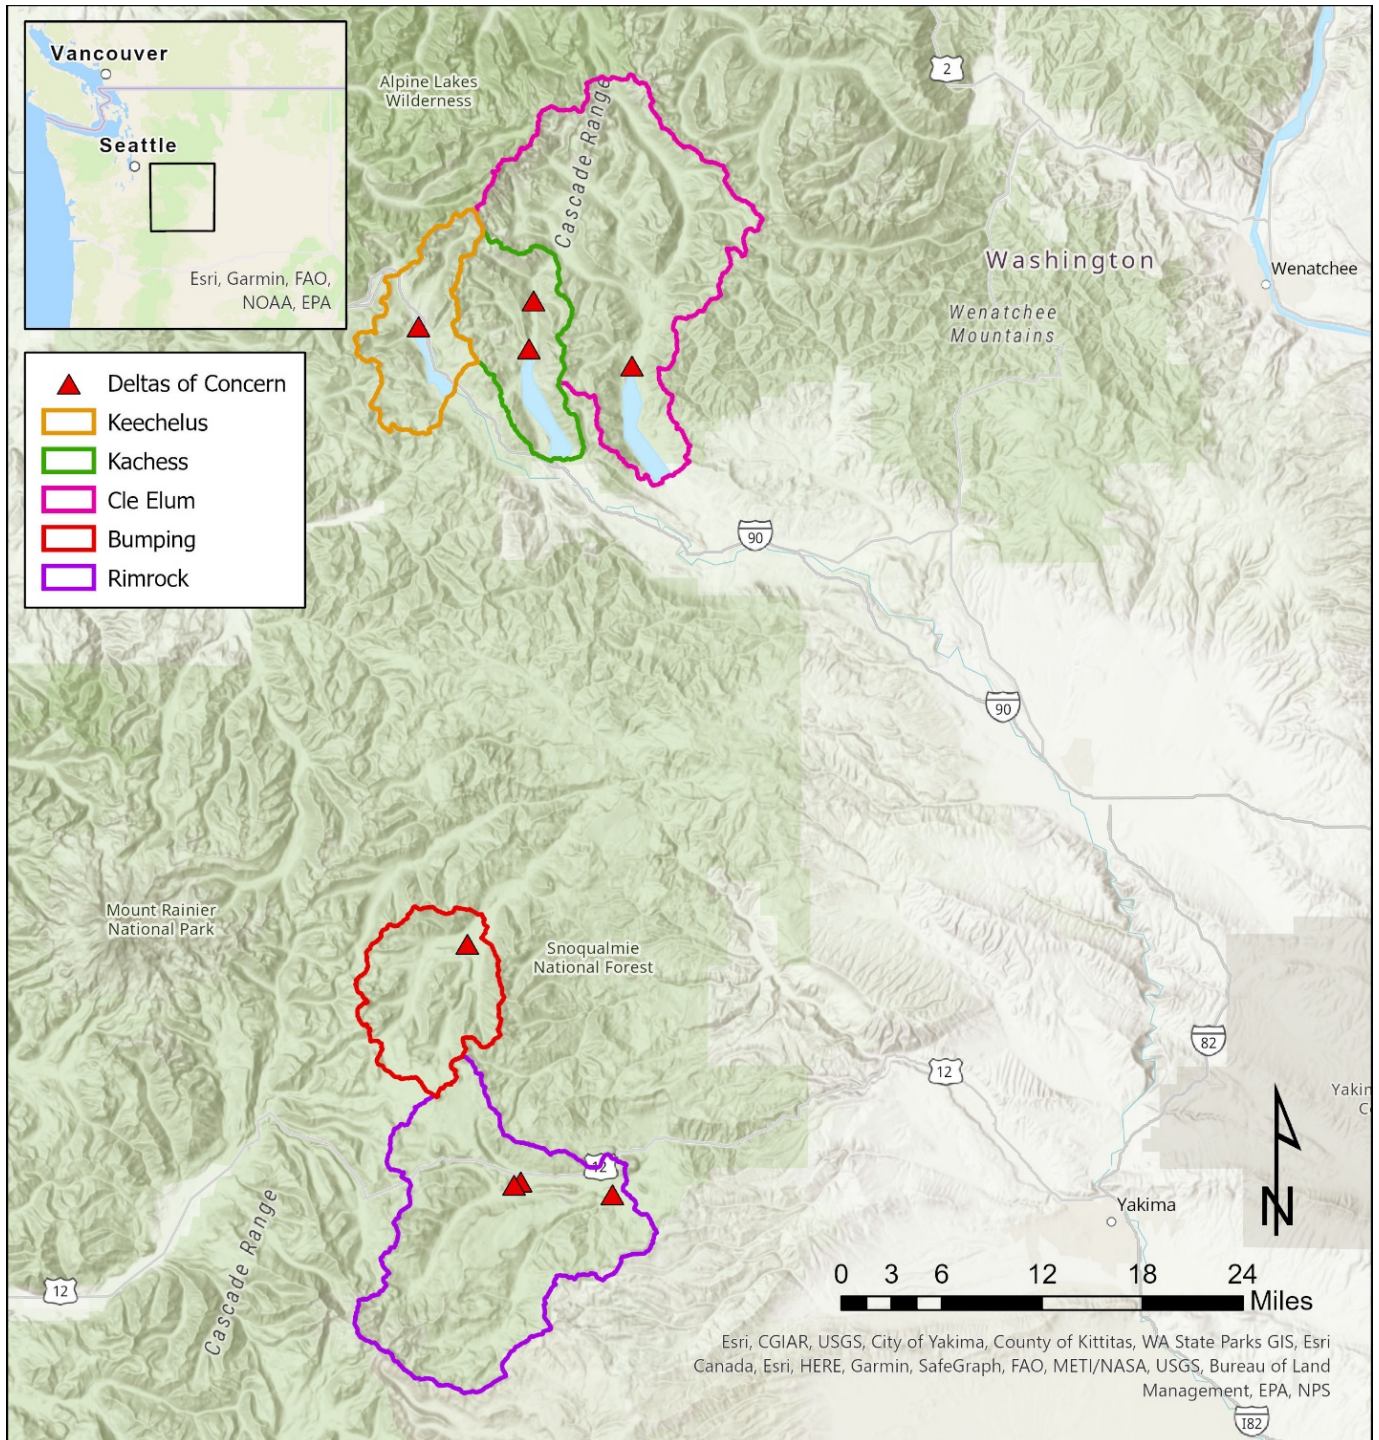 Vancouver
Seattle
Esri, Garmin, FAO,
NOAA, EPA
Deltas of Concern
Keechelus
Kachess
Cle Elum
Bumping
Rimrock
Alpine Lakes
Wilderness
Cascade Range
2
Washington
Wenatchee
Wenatchee
Mountains
90
90
Mount Rainier
National Park
Snoqualmie
National Forest
82
12
12
Yakima
N
12
Cascade Range
0 3 6 12 18 24
Miles
Esri, CGIAR, USGS, City of Yakima, County of Kittitas, WA State Parks GIS, Esri
Canada, Esri, HERE, Garmin, SafeGraph, FAO, METI/NASA, USGS, Bureau of Land
Management, EPA, NPS
I82